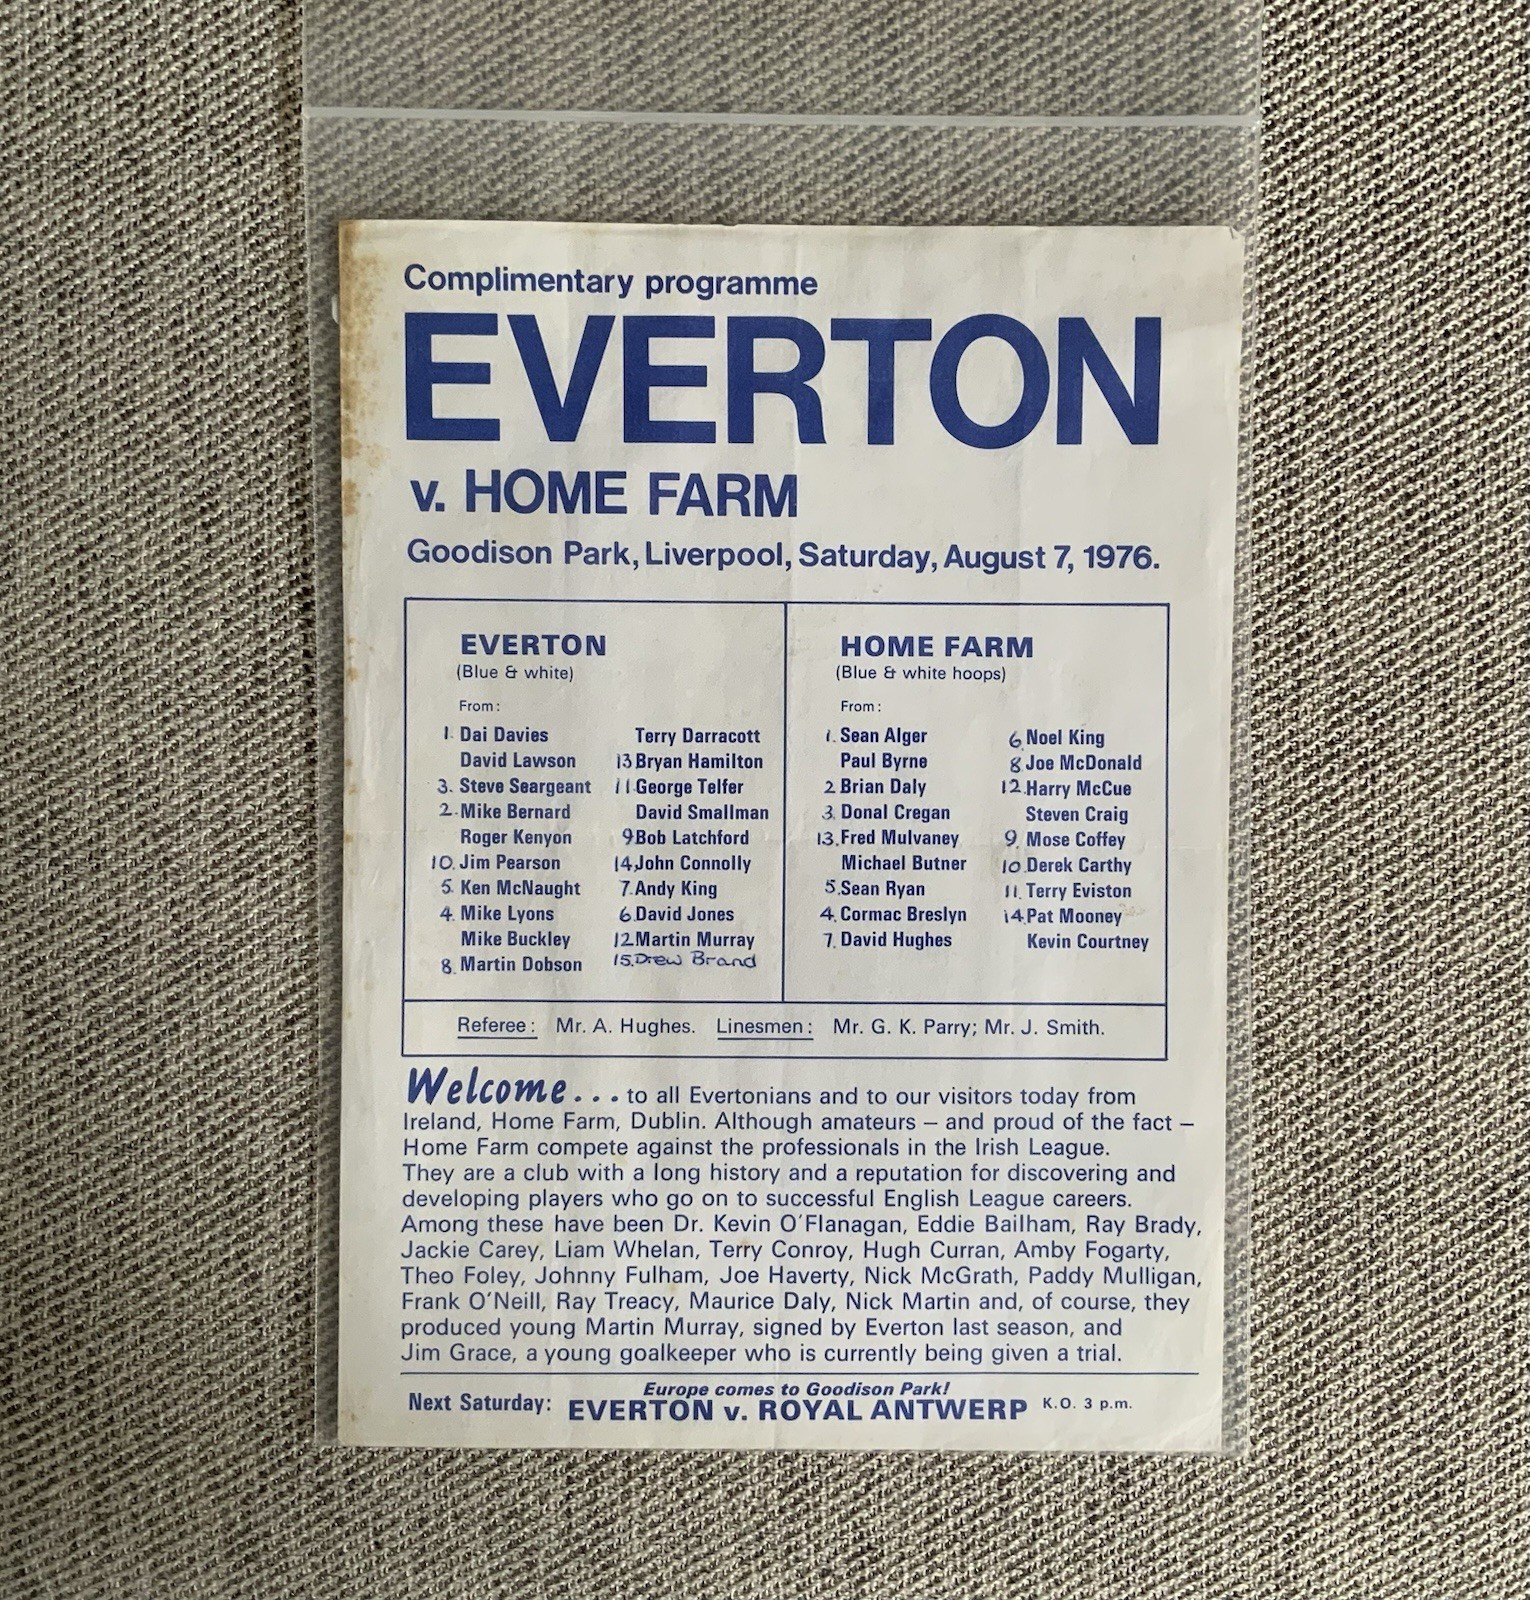 Complimentary programme
EVERTON
v. HOME FARM
Goodison Park, Liverpool, Saturday, August 7, 1976.
EVERTON
(Blue & white)
From:
1. Dai Davies
David Lawson
3. Steve Seargeant
2. Mike Bernard
Roger Kenyon
10. Jim Pearson
5. Ken McNaught
4. Mike Lyons
Mike Buckley
8. Martin Dobson
Terry Darracott
13 Bryan Hamilton
11 George Telfer
David Smallman
9 Bob Latchford
14 John Connolly
7. Andy King
6 David Jones
12 Martin Murray
15. Drew Brand
HOME FARM
(Blue & white hoops)
From:
1. Sean Alger
Paul Byrne
2 Brian Daly
3. Donal Cregan
13. Fred Mulvaney
Michael Butner
5. Sean Ryan
4. Cormac Breslyn
7. David Hughes
6 Noel King
8 Joe McDonald
12. Harry McCue
Steven Craig
9. Mose Coffey
10 Derek Carthy
11. Terry Eviston
14 Pat Mooney
Kevin Courtney
Referee: Mr. A. Hughes. Linesmen: Mr. G. K. Parry; Mr. J. Smith.
Welcome... to all Evertonians and to our visitors today from
Ireland, Home Farm, Dublin. Although amateurs – and proud of the fact –
Home Farm compete against the professionals in the Irish League.
They are a club with a long history and a reputation for discovering and
developing players who go on to successful English League careers.
Among these have been Dr. Kevin O'Flanagan, Eddie Bailham, Ray Brady,
Jackie Carey, Liam Whelan, Terry Conroy, Hugh Curran, Amby Fogarty,
Theo Foley, Johnny Fulham, Joe Haverty, Nick McGrath, Paddy Mulligan,
Frank O'Neill, Ray Treacy, Maurice Daly, Nick Martin and, of course, they
produced young Martin Murray, signed by Everton last season, and
Jim Grace, a young goalkeeper who is currently being given a trial.
Europe comes to Goodison Park!
Next Saturday: EVERTON v. ROYAL ANTWERP K.O. 3 p.m.